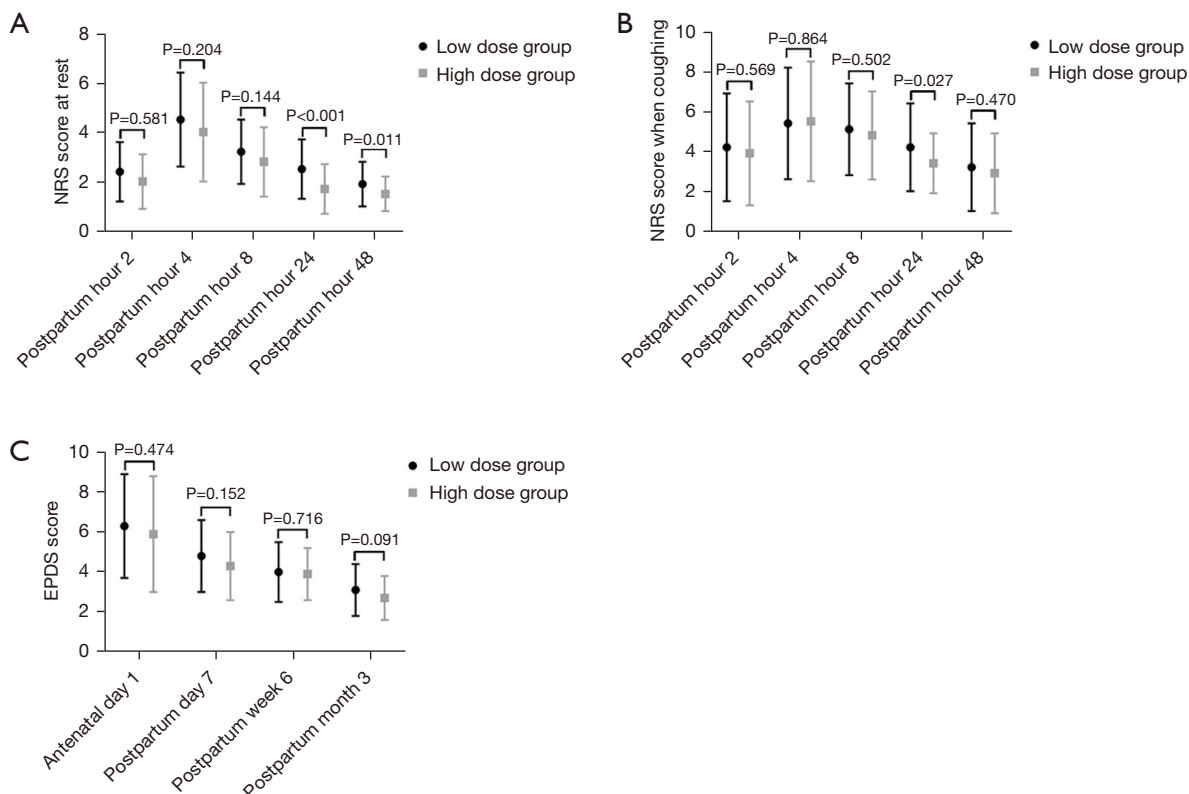 A
NRS score at rest
8
6
4
2
0
P=0.581
P=0.204
P=0.144
P<0.001
P=0.011
Low dose group
High dose group
Postpartum hour 2
Postpartum hour 4
Postpartum hour 8
Postpartum hour 24
Postpartum hour 48
B
NRS score when coughing
10
8
6
4
2
0
P=0.569
P=0.864
P=0.502
P=0.027
P=0.470
Low dose group
High dose group
Postpartum hour 2
Postpartum hour 4
Postpartum hour 8
Postpartum hour 24
Postpartum hour 48
C
EPDS score
10
8
6
4
2
0
P=0.474
P=0.152
P=0.716
P=0.091
Low dose group
High dose group
Antenatal day 1
Postpartum day 7
Postpartum week 6
Postpartum month 3